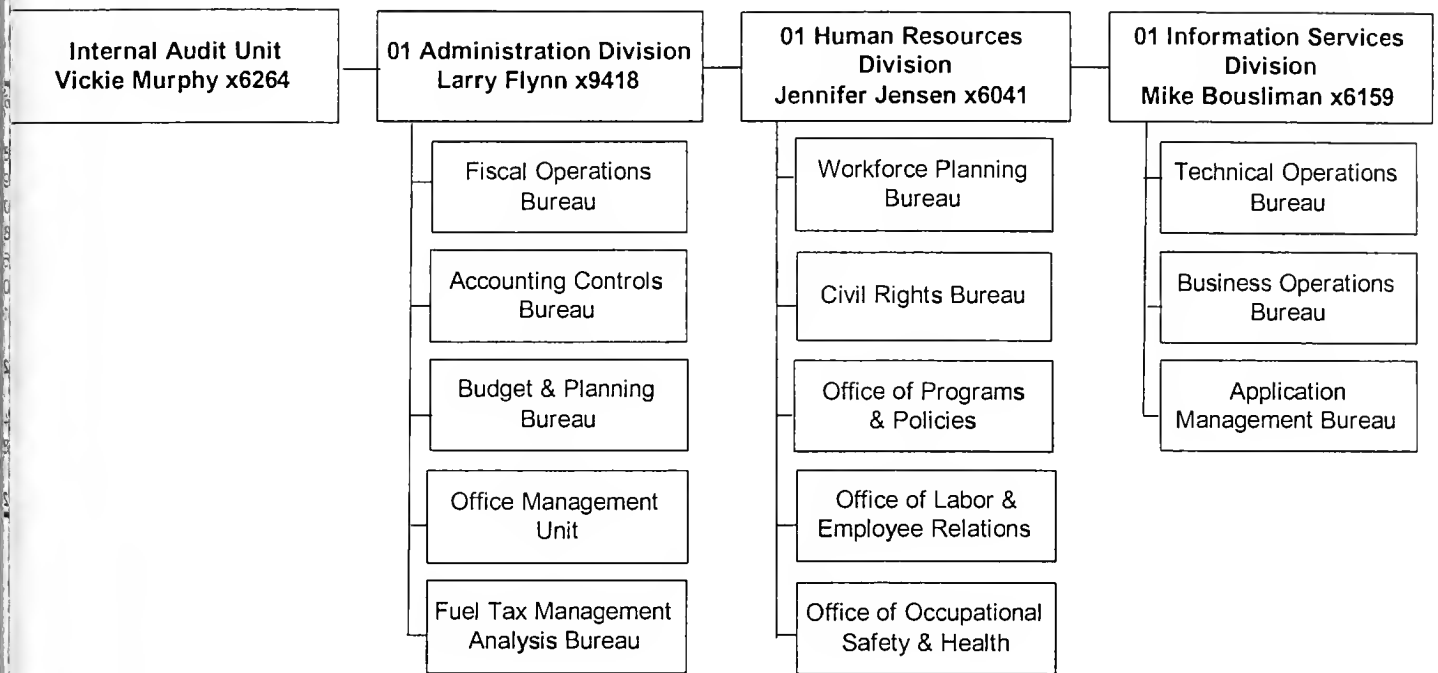 Internal Audit Unit
Vickie Murphy x6264
01 Administration Division
Larry Flynn x9418
Fiscal Operations
Bureau
Accounting Controls
Bureau
Budget & Planning
Bureau
Office Management
Unit
Fuel Tax Management
Analysis Bureau
01 Human Resources
Division
Jennifer Jensen x6041
Workforce Planning
Bureau
Civil Rights Bureau
Office of Programs
& Policies
Office of Labor &
Employee Relations
Office of Occupational
Safety & Health
01 Information Services
Division
Mike Bousliman x6159
Technical Operations
Bureau
Business Operations
Bureau
Application
Management Bureau